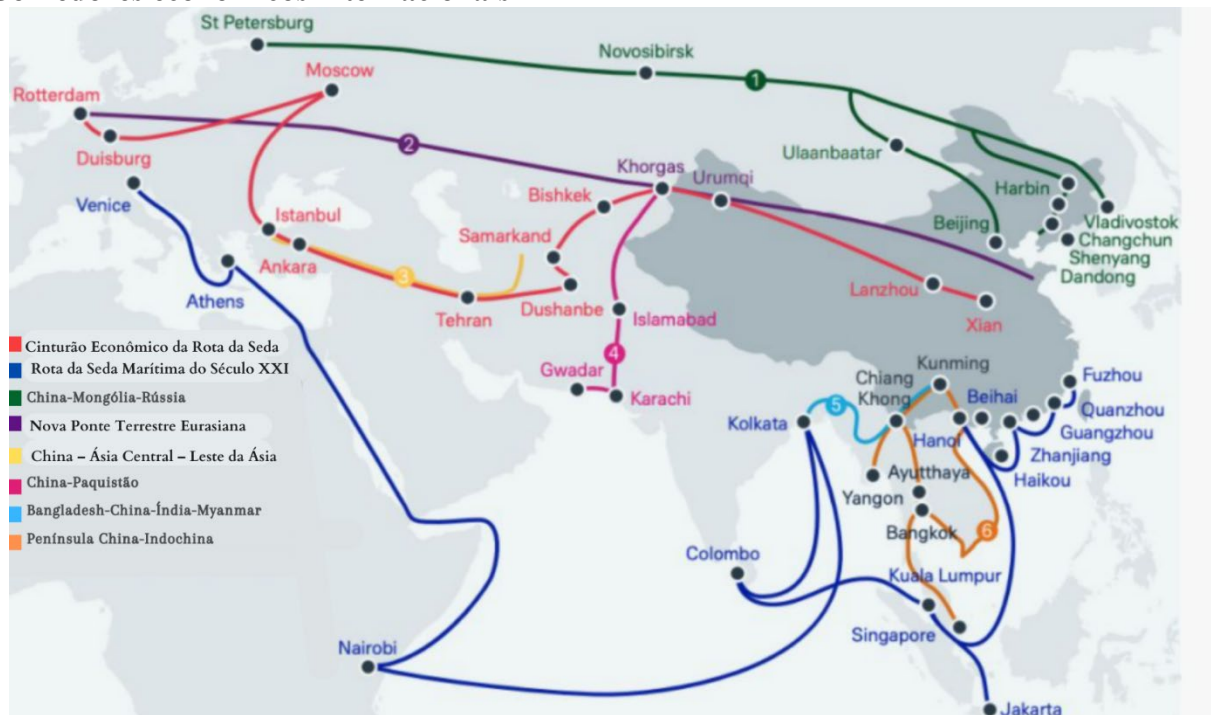 St Petersburg
Novosibirsk
1
Moscow
Rotterdam
2
Duisburg
Ulaanbaatar
Khorgas
Urumqi
Harbin
Bishkek
Venice
Istanbul
Beijing
Vladivostok
Samarkand
Changchun
Ankara
Shenyang
3
Dandong
Athens
Lanzhou
Tehran
Dushanbe
Islamabad
Xian
Cinturão Econômico da Rota da Seda
4
Rota da Seda Marítima do Século XXI
Gwadar
Kunming
Chiang
Khong
Fuzhou
China-Mongólia-Rússia
Karachi
Beihai
5
Quanzhou
Nova Ponte Terrestre Eurasiana
Kolkata
Hanoi
Guangzhou
China – Ásia Central – Leste da Ásia
Zhanjiang
Ayutthaya
Haikou
China-Paquistão
Yangon
Bangladesh-China-Índia-Myanmar
Bangkok
6
Península China-Indochina
Colombo
Kuala Lumpur
Singapore
Nairobi
Jakarta